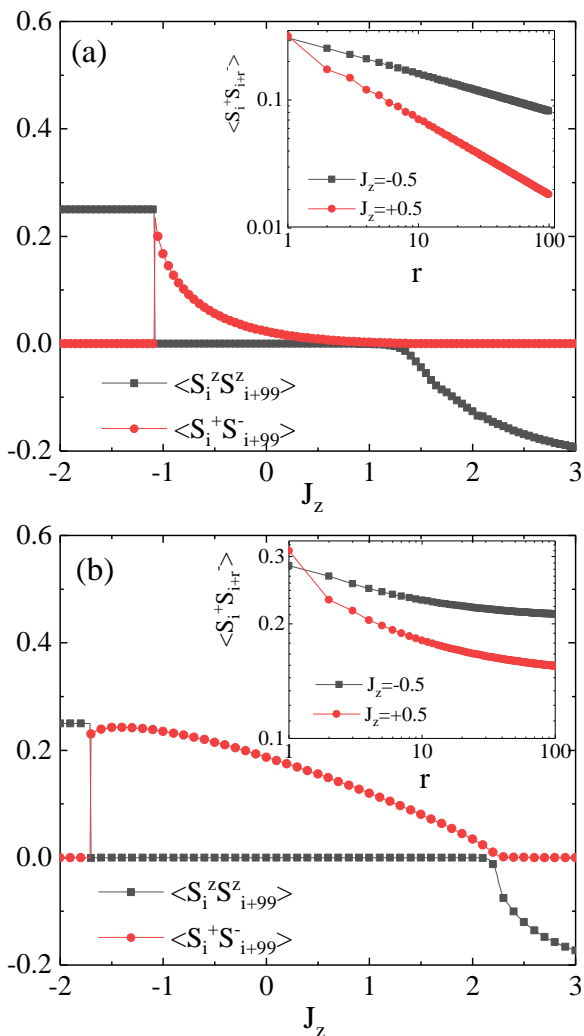 (a)
0.6
0.4
0.2
0.0
-0.2
-2 -1 0 1 2 3
J_z
<S_i^zS^z_{i+99}>
<S_i^+S^-_{i+99}>
<S_i^+S_{i+r}^->
0.1
0.01
1 10 100
r
J_z=-0.5
J_z=+0.5
(b)
0.6
0.4
0.2
0.0
-0.2
-2 -1 0 1 2 3
J_z
<S_i^zS^z_{i+99}>
<S_i^+S^-_{i+99}>
<S_i^+S_{i+r}^->
0.3
0.2
0.1
1 10 100
r
J_z=-0.5
J_z=+0.5